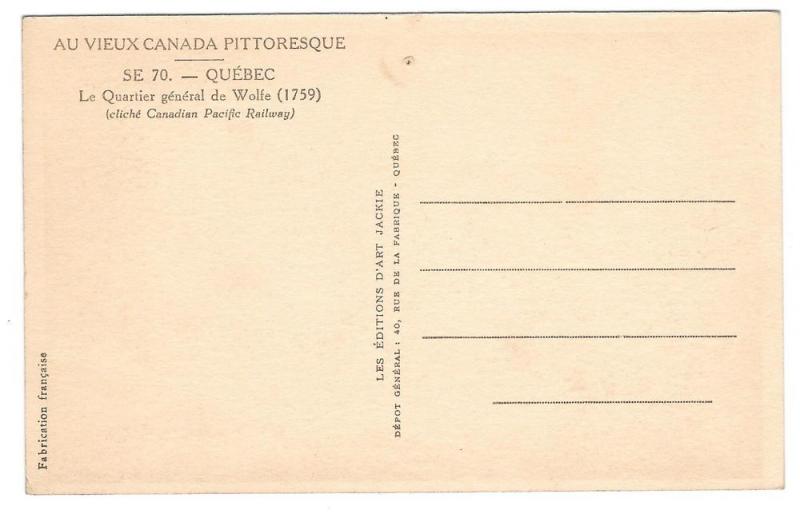 AU VIEUX CANADA PITTORESQUE
SE 70. — QUÉBEC
Le Quartier général de Wolfe (1759)
(cliché Canadian Pacific Railway)
LES ÉDITIONS D'ART JACKIE
DÉPOT GÉNÉRAL : 40, RUE DE LA FABRIQUE - QUÉBEC
Fabrication française